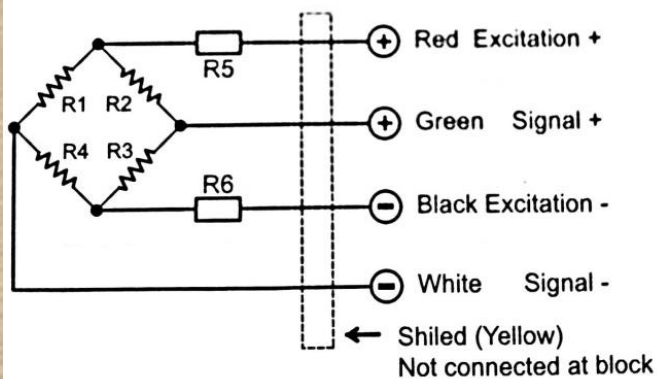 Red Excitation +
R5
R1 R2
Green Signal +
R4 R3
R6
Black Excitation -
White Signal -
Shiled (Yellow)
Not connected at block